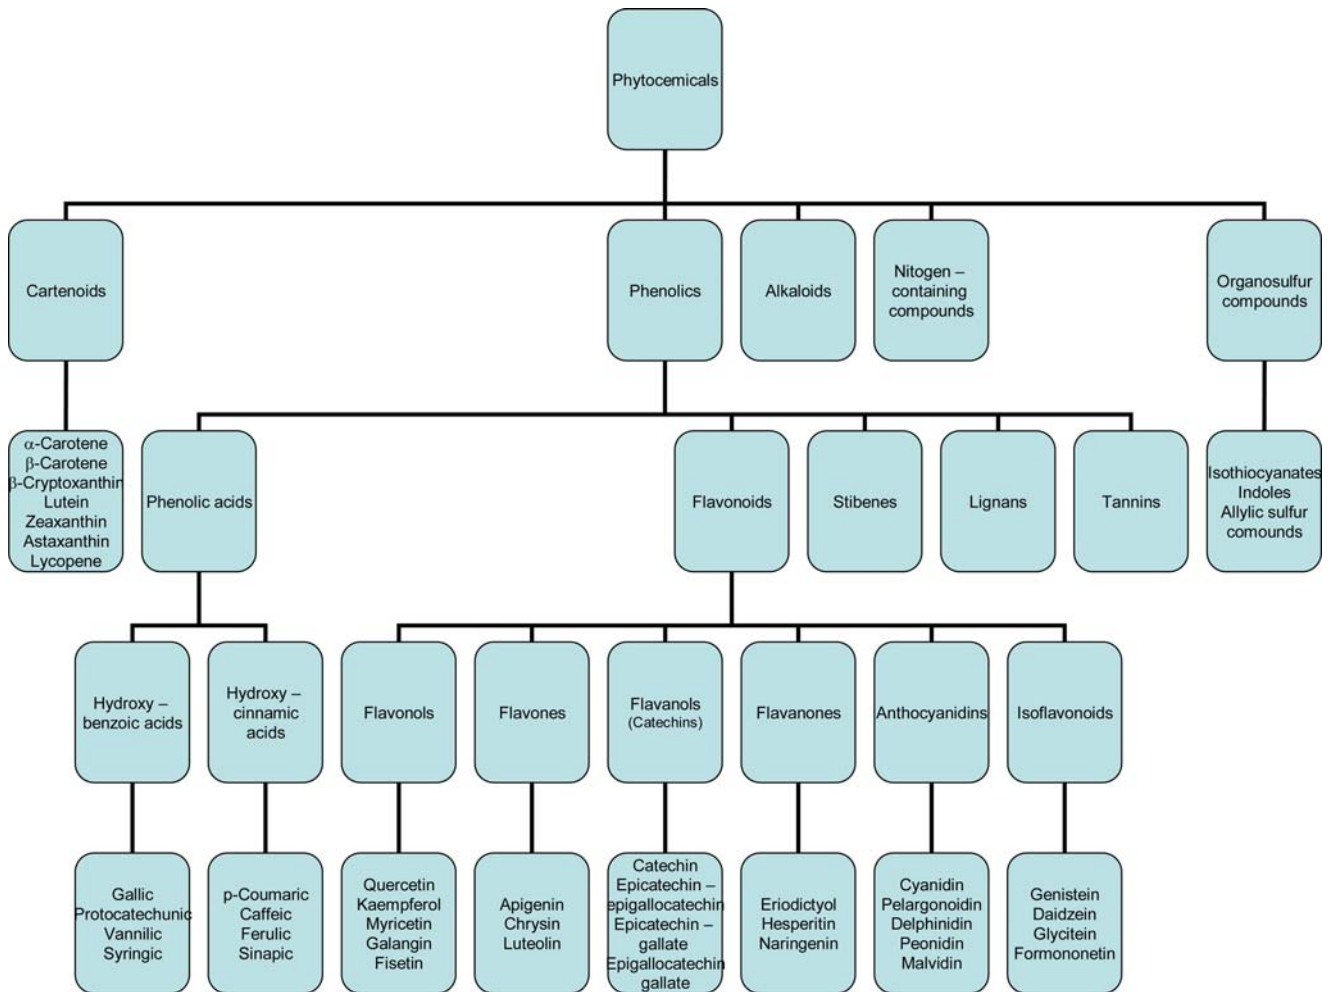 Phytocemicals
Cartenoids
Phenolics
Alkaloids
Nitogen –
containing
compounds
Organosulfur
compounds
α-Carotene
β-Carotene
β-Cryptoxanthin
Lutein
Zeaxanthin
Astaxanthin
Lycopene
Phenolic acids
Flavonoids
Stibenes
Lignans
Tannins
Isothiocyanates
Indoles
Allylic sulfur
comounds
Hydroxy –
benzoic acids
Hydroxy –
cinnamic
acids
Flavonols
Flavones
Flavanols
(Catechins)
Flavanones
Anthocyanidins
Isoflavonoids
Gallic
Protocatechunic
Vannilic
Syringic
p-Coumaric
Caffeic
Ferulic
Sinapic
Quercetin
Kaempferol
Myricetin
Galangin
Fisetin
Apigenin
Chrysin
Luteolin
Catechin
Epicatechin –
epigallocatechin
Epicatechin –
gallate
Epigallocatechin
gallate
Eriodictyol
Hesperitin
Naringenin
Cyanidin
Pelargonoidin
Delphinidin
Peonidin
Malvidin
Genistein
Daidzein
Glycitein
Formononetin